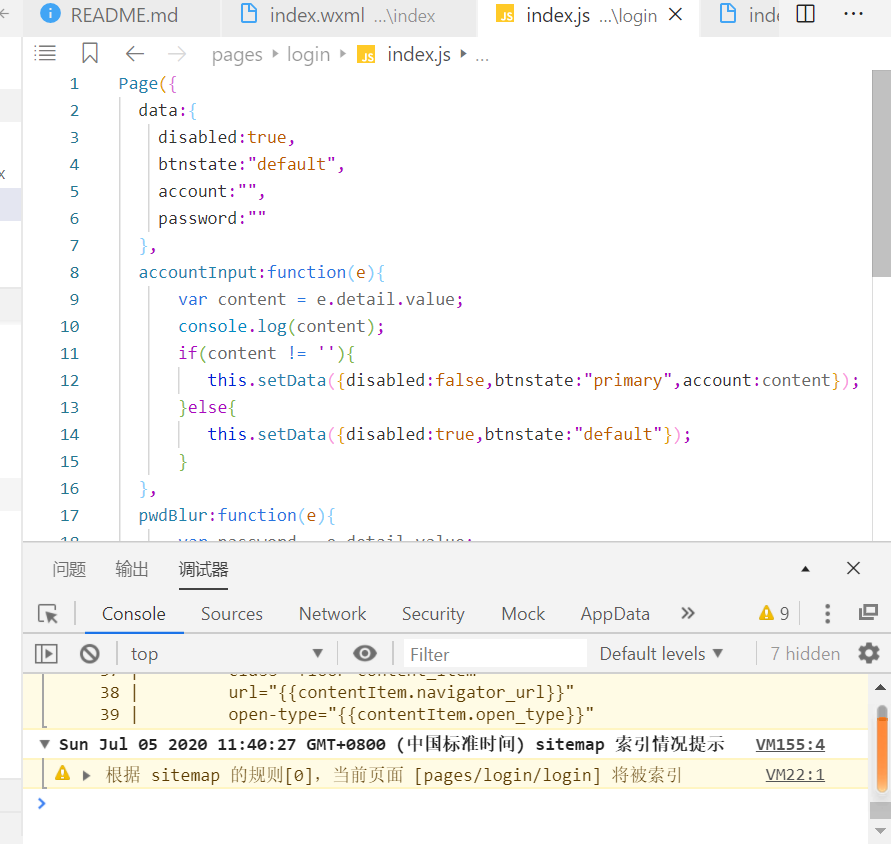 README.md index.wxml ...\index JS index.js ...\login
pages login JS index.js ...
1 Page({
2 data:{
3 disabled:true,
4 btnstate:"default",
5 account:"",
6 password:""
7 },
8 accountInput:function(e){
9 var content = e.detail.value;
10 console.log(content);
11 if(content != ''){
12 this.setData({disabled:false,btnstate:"primary",account:content});
13 }else{
14 this.setData({disabled:true,btnstate:"default"});
15 }
16 },
17 pwdBlur:function(e){
18 var password = e.detail.value;
问题 输出 调试器
Console Sources Network Security Mock AppData 9
top Filter Default levels 7 hidden
38 | url="{{contentItem.navigator_url}}"
39 | open-type="{{contentItem.open_type}}"
Sun Jul 05 2020 11:40:27 GMT+0800 (中国标准时间) sitemap 索引情况提示 VM155:4
根据 sitemap 的规则[0]，当前页面 [pages/login/login] 将被索引 VM22:1